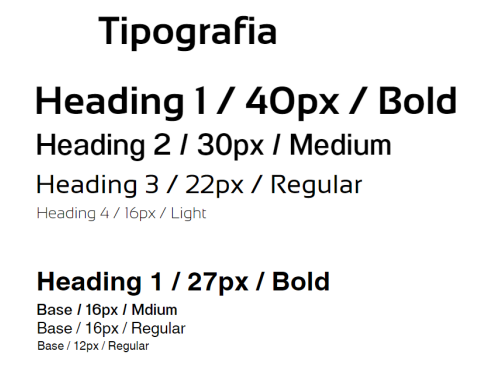 Tipografia
Heading 1 / 40px / Bold
Heading 2 / 30px / Medium
Heading 3 / 22px / Regular
Heading 4 / 16px / Light
Heading 1 / 27px / Bold
Base / 16px / Mdium
Base / 16px / Regular
Base / 12px / Regular